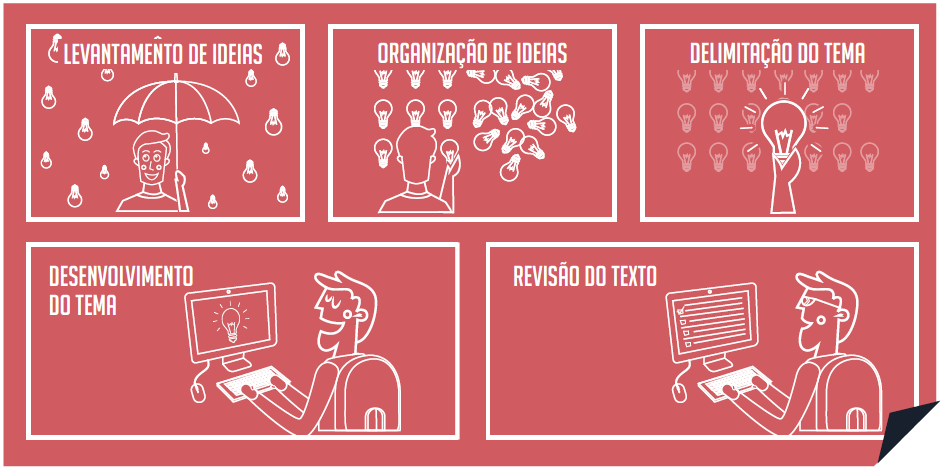 LEVANTAMENTO DE IDEIAS
ORGANIZAÇÃO DE IDEIAS
DELIMITAÇÃO DO TEMA
DESENVOLVIMENTO
DO TEMA
REVISÃO DO TEXTO